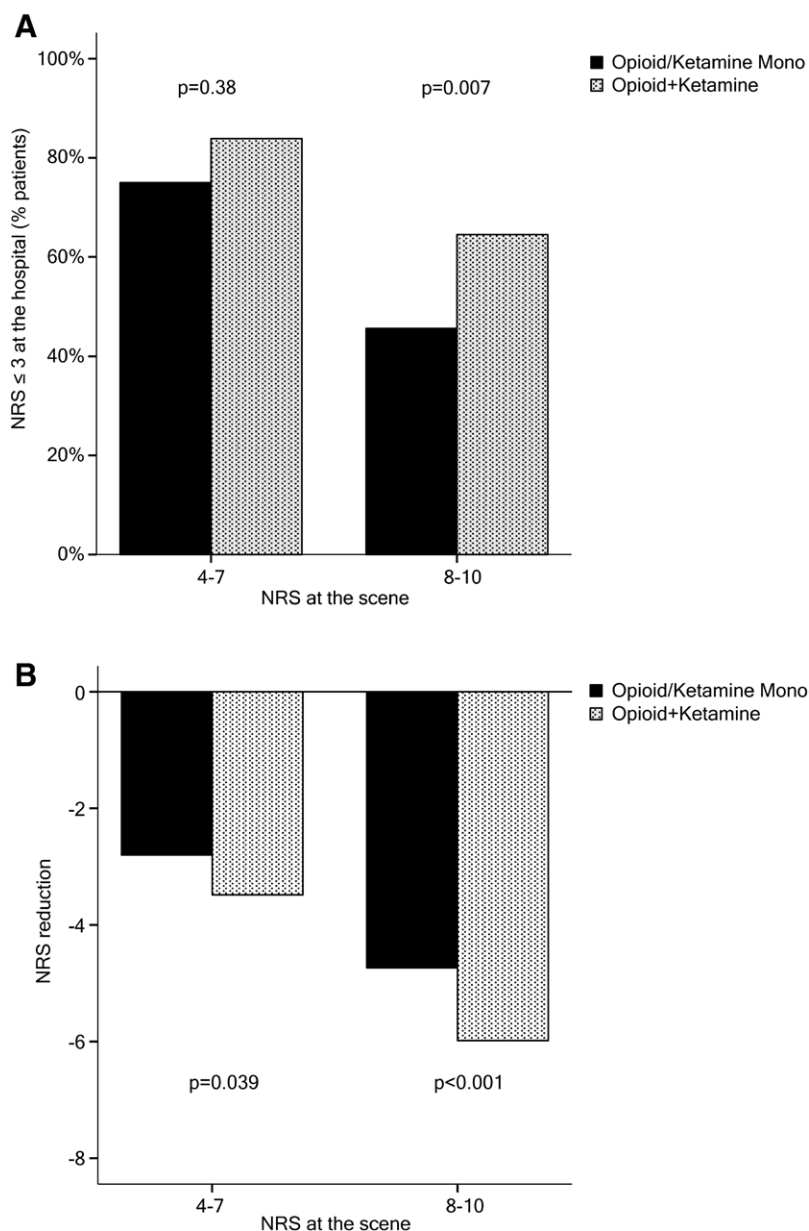 A
100%
80%
60%
40%
20%
0%
NRS ≤ 3 at the hospital (% patients)
p=0.38
p=0.007
4-7
8-10
NRS at the scene
Opioid/Ketamine Mono
Opioid+Ketamine
B
0
-2
-4
-6
-8
NRS reduction
p=0.039
p<0.001
4-7
8-10
NRS at the scene
Opioid/Ketamine Mono
Opioid+Ketamine